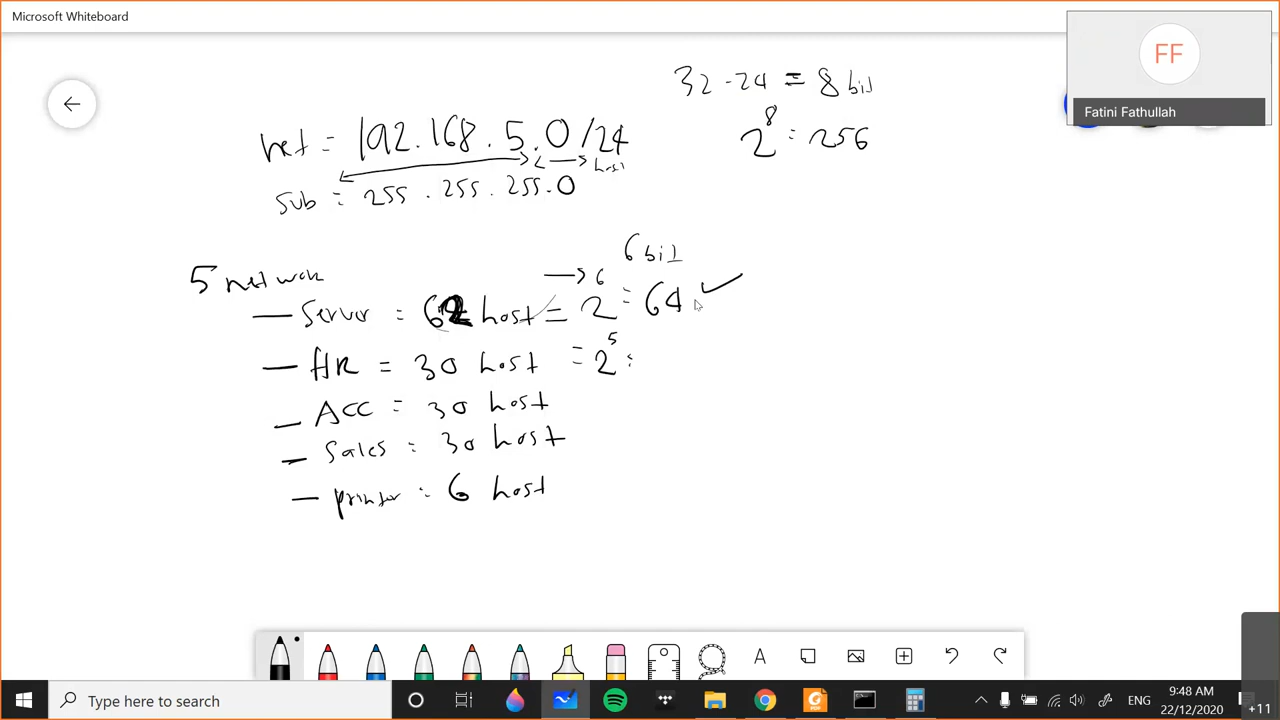 Microsoft Whiteboard
FF
Fatini Fathullah
32 - 24 = 8 bit
2^8 = 256
net = 192.168.5.0/24
host
sub = 255.255.255.0
5 network
6 bit
- Server = 62 host = 2^6 = 64 ✓
- HR = 30 host = 2^5 =
- ACC = 30 host
- Sales = 30 host
- printer = 6 host
A
Type here to search
ENG
9:48 AM
22/12/2020
+11